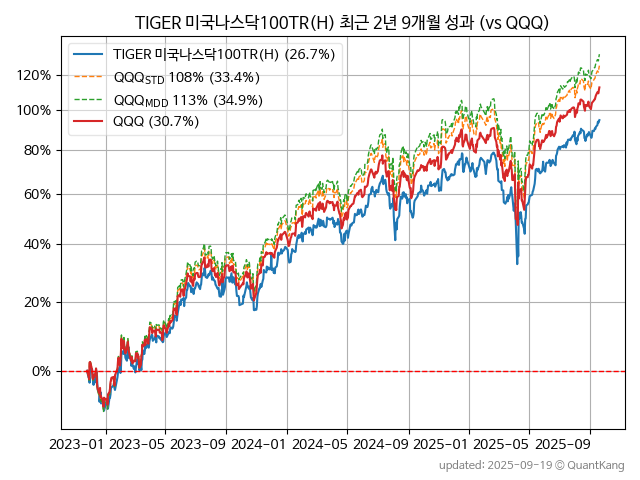 TIGER 미국나스닥100TR(H) 최근 2년 9개월 성과 (vs QQQ)
TIGER 미국나스닥100TR(H) (26.7%)
QQQSTD 108% (33.4%)
QQQMDD 113% (34.9%)
QQQ (30.7%)
120%
100%
80%
60%
40%
20%
0%
2023-01 2023-05 2023-09 2024-01 2024-05 2024-09 2025-01 2025-05 2025-09
updated: 2025-09-19 © QuantKang